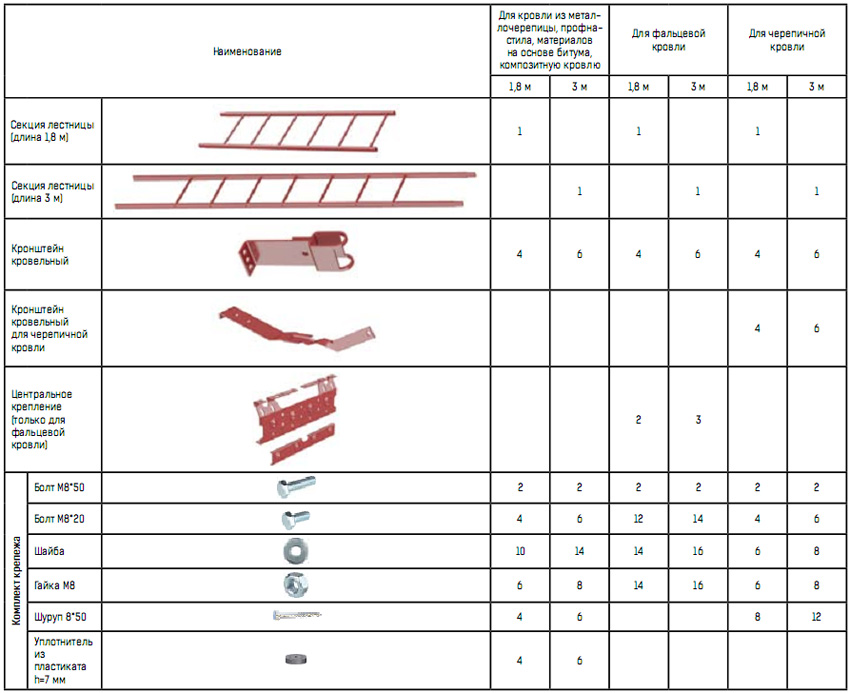 Наименование
Для кровли из метал-
лочерепицы, профна-
стила, материалов
на основе битума,
композитную кровлю
Для фальцевой
кровли
Для черепичной
кровли
1,8 м 3 м 1,8 м 3 м 1,8 м 3 м
Секция лестницы
(длина 1,8 м)
1 1 1
Секция лестницы
(длина 3 м)
1 1 1
Кронштейн
кровельный
4 6 4 6 4 6
Кронштейн
кровельный
для черепичной
кровли
4 6
Центральное
крепление
(только для
фальцевой
кровли)
2 3
Комплект крепежа
Болт М8*50 2 2 2 2 2 2
Болт М8*20 4 6 12 14 4 6
Шайба 10 14 14 16 6 8
Гайка М8 6 8 14 16 6 8
Шуруп 8*50 4 6 8 12
Уплотнитель
из
пластиката
h=7 мм
4 6